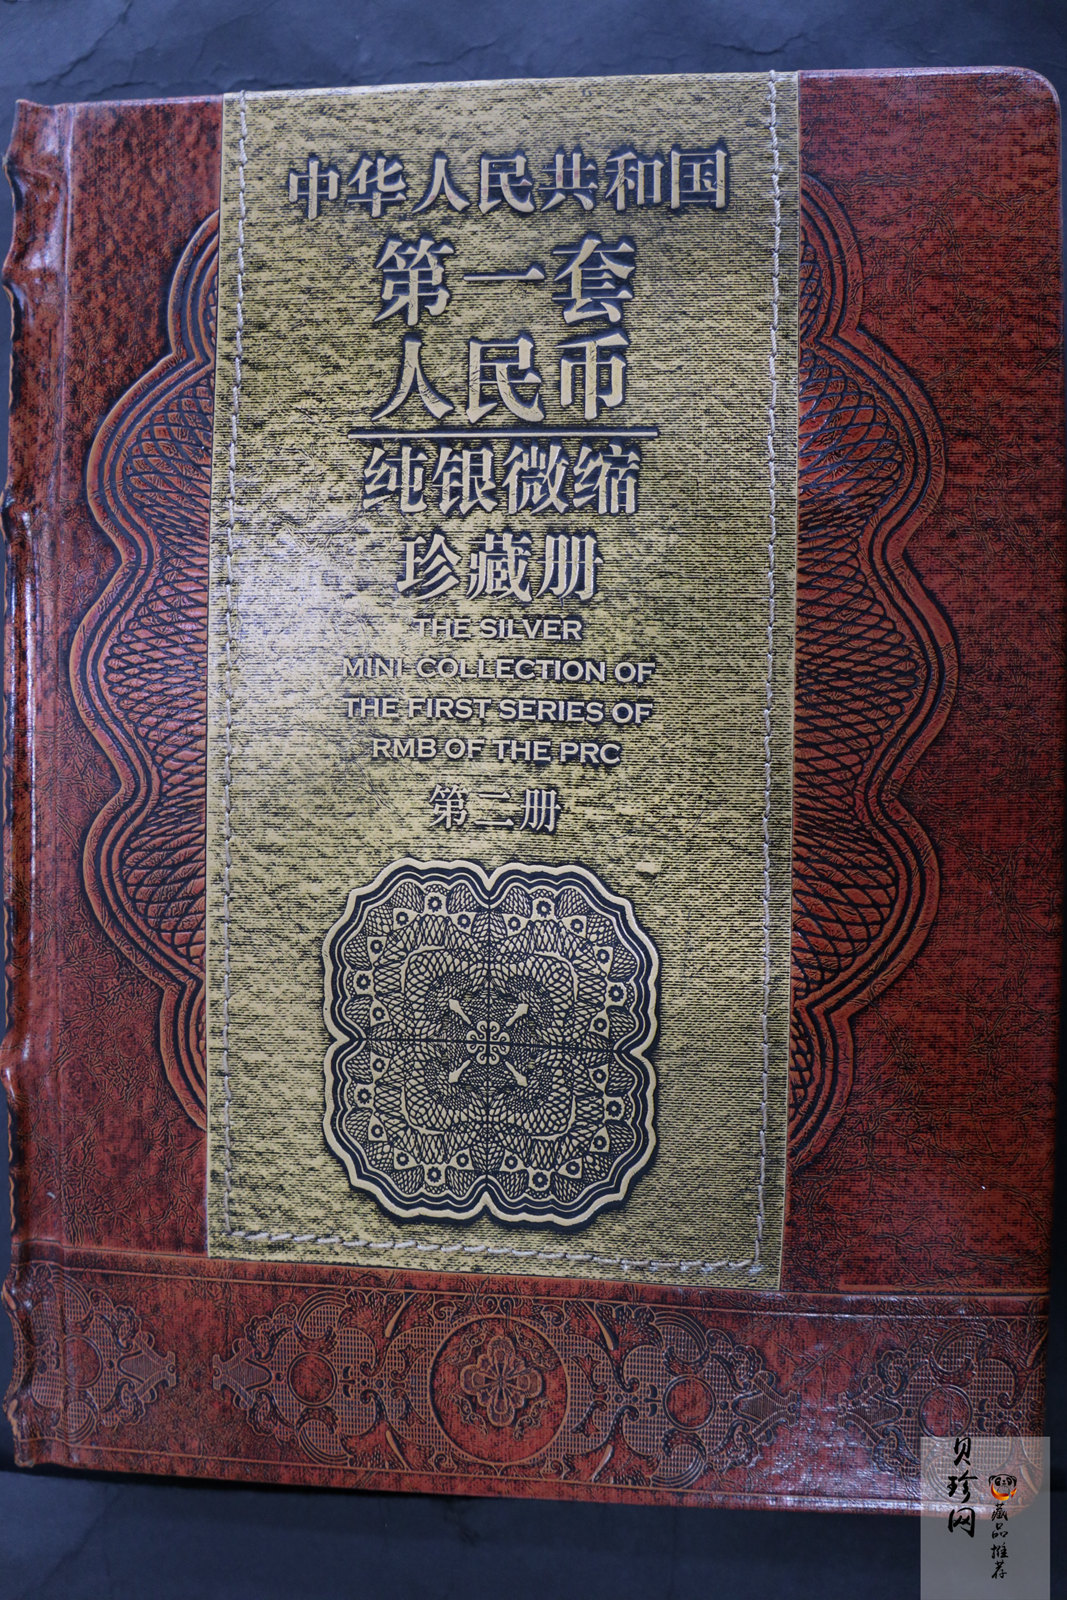 中华人民共和国
第一套
人民币
纯银微缩
珍藏册
THE SILVER
MINI-COLLECTION OF
THE FIRST SERIES OF
RMB OF THE PRC
第二册
贝珍网
藏品推荐